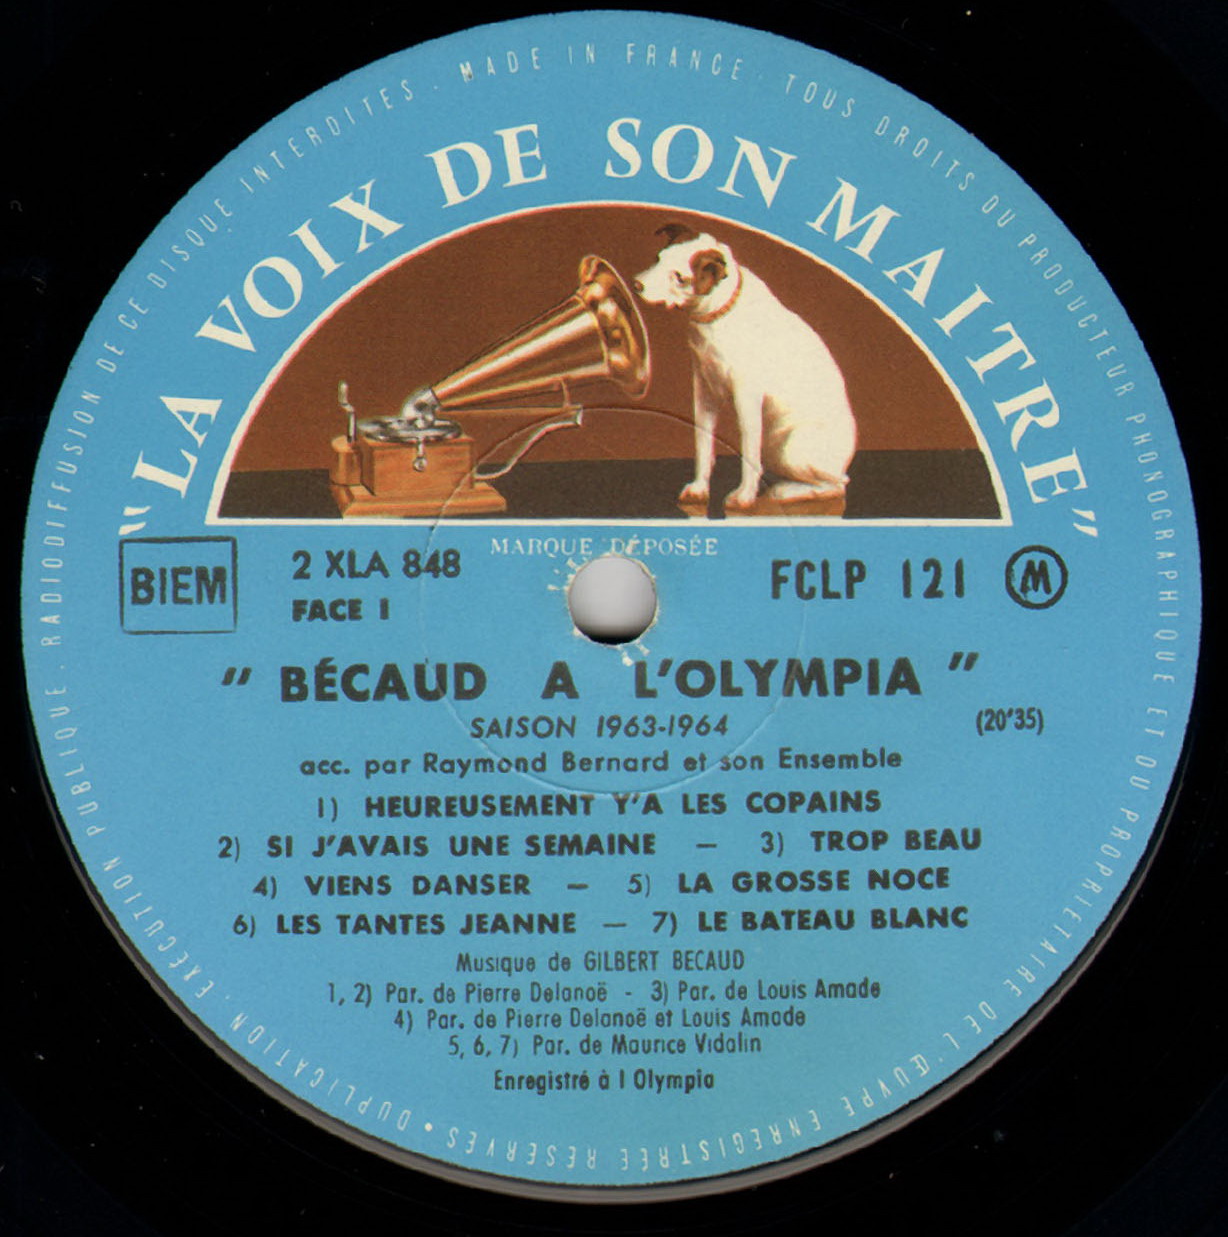 MADE IN FRANCE · TOUS DROITS DU PRODUCTEUR PHONOGRAPHIQUE ET DU PROPRIÉTAIRE DE L'ŒUVRE ENREGISTRÉE RÉSERVÉS • DUPLICATION · EXÉCUTION PUBLIQUE · RADIODIFFUSION DE CE DISQUE INTERDITES ·
"LA VOIX DE SON MAITRE"
MARQUE DÉPOSÉE
BIEM
2 XLA 848
FACE 1
FCLP 121
M
" BÉCAUD A L'OLYMPIA "
SAISON 1963-1964
(20'35)
acc. par Raymond Bernard et son Ensemble
1) HEUREUSEMENT Y'A LES COPAINS
2) SI J'AVAIS UNE SEMAINE — 3) TROP BEAU
4) VIENS DANSER — 5) LA GROSSE NOCE
6) LES TANTES JEANNE — 7) LE BATEAU BLANC
Musique de GILBERT BECAUD
1, 2) Par. de Pierre Delanoë - 3) Par. de Louis Amade
4) Par. de Pierre Delanoë et Louis Amade
5, 6, 7) Par. de Maurice Vidalin
Enregistré à l Olympia